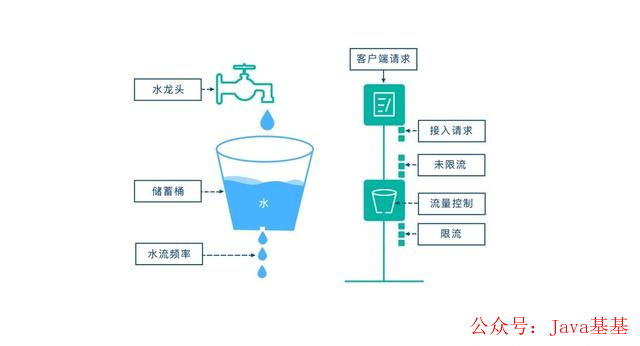 水龙头
储蓄桶
水
水流频率
客户端请求
接入请求
未限流
流量控制
限流
公众号：Java基基